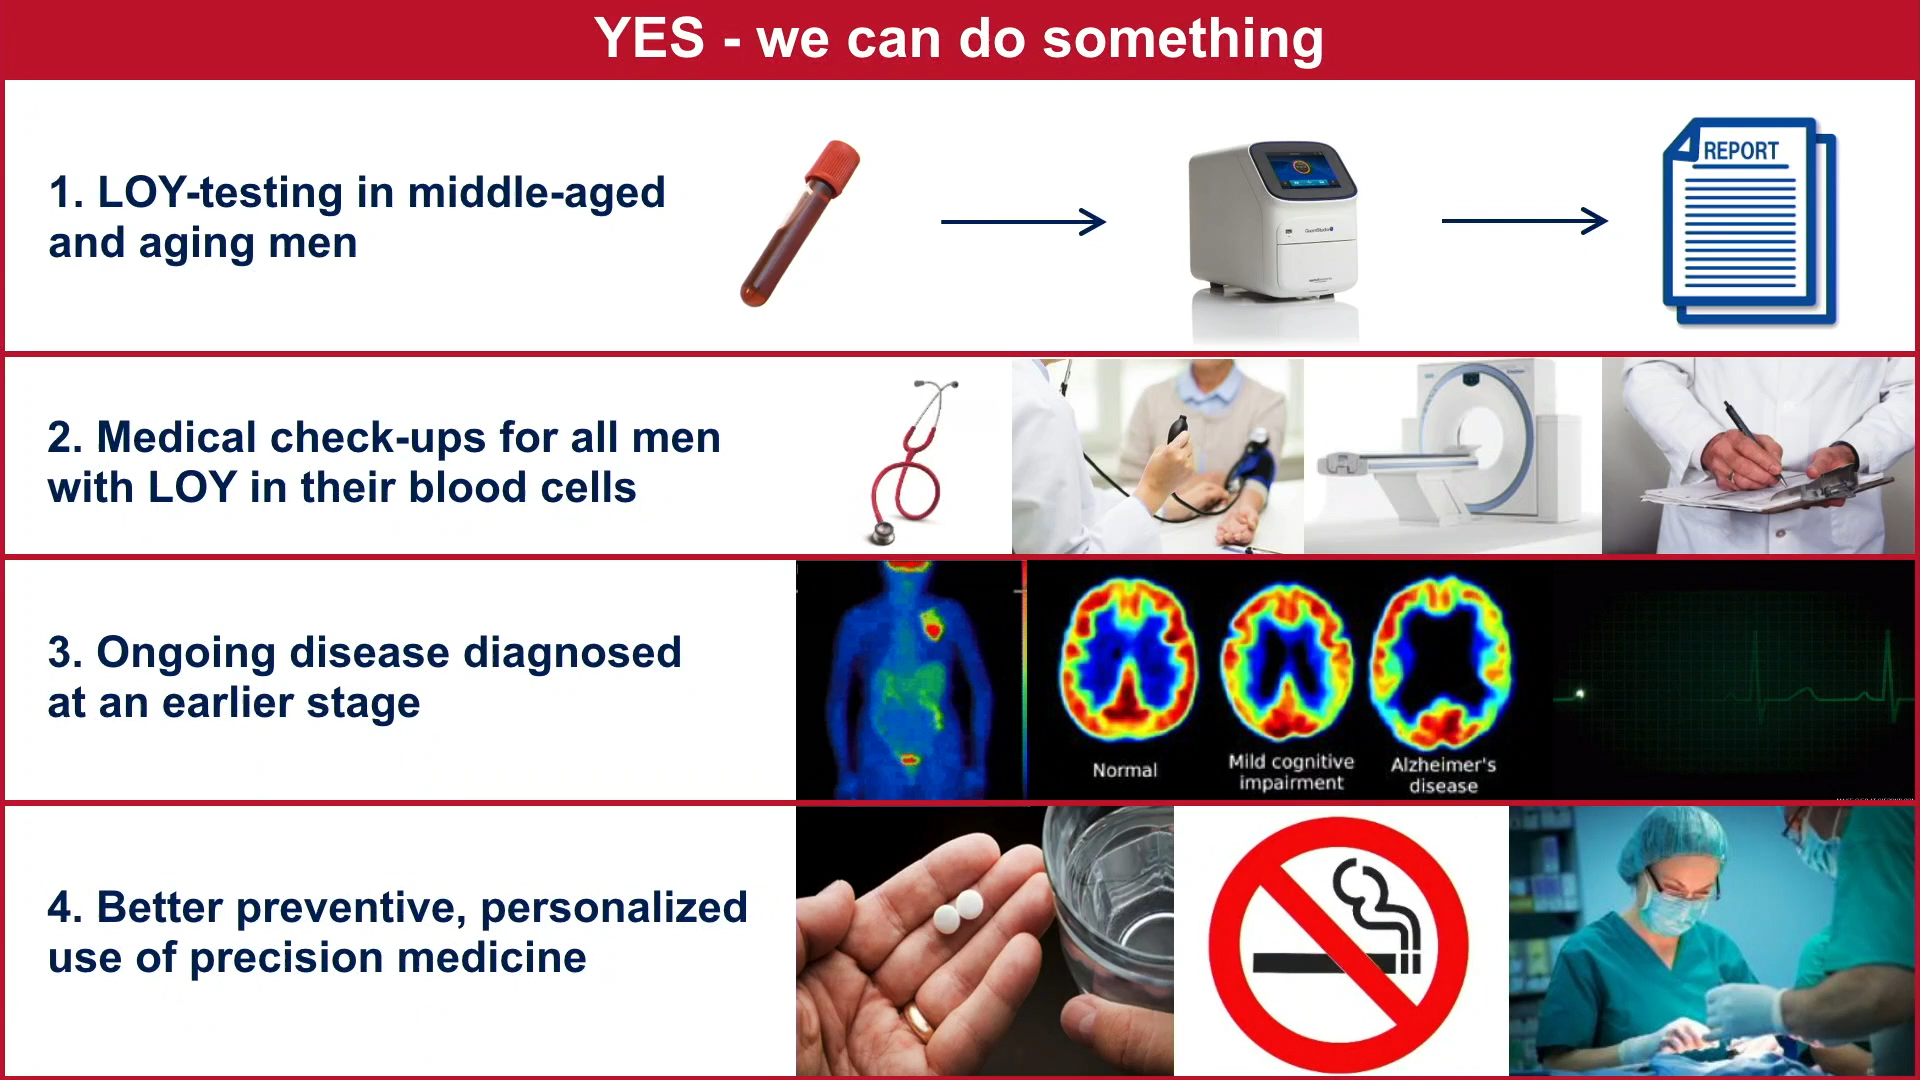 YES - we can do something
1. LOY-testing in middle-aged
and aging men
REPORT
2. Medical check-ups for all men
with LOY in their blood cells
3. Ongoing disease diagnosed
at an earlier stage
Normal
Mild cognitive
impairment
Alzheimer's
disease
4. Better preventive, personalized
use of precision medicine